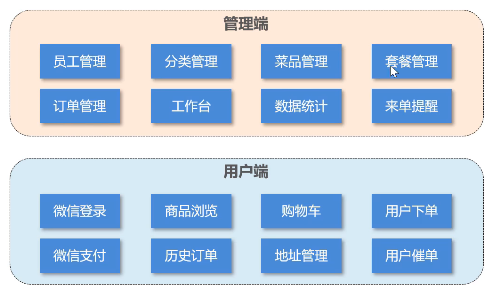 管理端
员工管理 分类管理 菜品管理 套餐管理
订单管理 工作台 数据统计 来单提醒
用户端
微信登录 商品浏览 购物车 用户下单
微信支付 历史订单 地址管理 用户催单